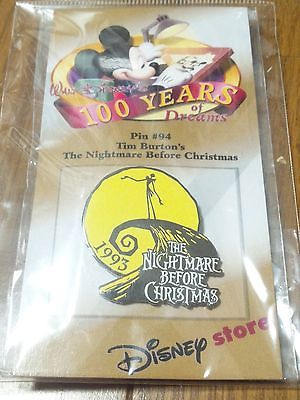 Walt Disney's
100 YEARS
of
Dreams
Pin #94
Tim Burton's
The Nightmare Before Christmas
1993
THE
NIGHTMARE
BEFORE
CHRISTMAS
Disney store